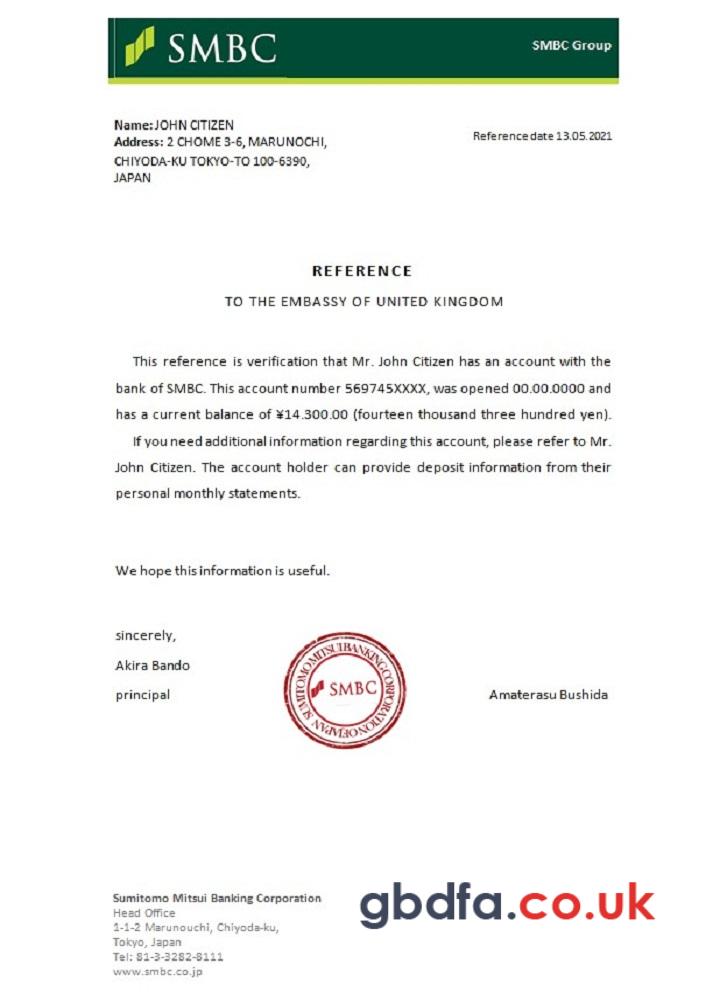 SMBC
SMBC Group
Name: JOHN CITIZEN
Address: 2 CHOME 3-6, MARUNOCHI,
CHIYODA-KU TOKYO-TO 100-6390,
JAPAN
Reference date 13.05.2021
REFERENCE
TO THE EMBASSY OF UNITED KINGDOM
This reference is verification that Mr. John Citizen has an account with the
bank of SMBC. This account number 569745XXXX, was opened 00.00.0000 and
has a current balance of ¥14.300.00 (fourteen thousand three hundred yen).
If you need additional information regarding this account, please refer to Mr.
John Citizen. The account holder can provide deposit information from their
personal monthly statements.
We hope this information is useful.
sincerely,
Akira Bando
principal
SUMITOMO MITSUI BANKING CORPORATION OF JAPAN
SMBC
Amaterasu Bushida
Sumitomo Mitsui Banking Corporation
Head Office
1-1-2 Marunouchi, Chiyoda-ku,
Tokyo, Japan
Tel: 81-3-3282-8111
www.smbc.co.jp
gbdfa.co.uk